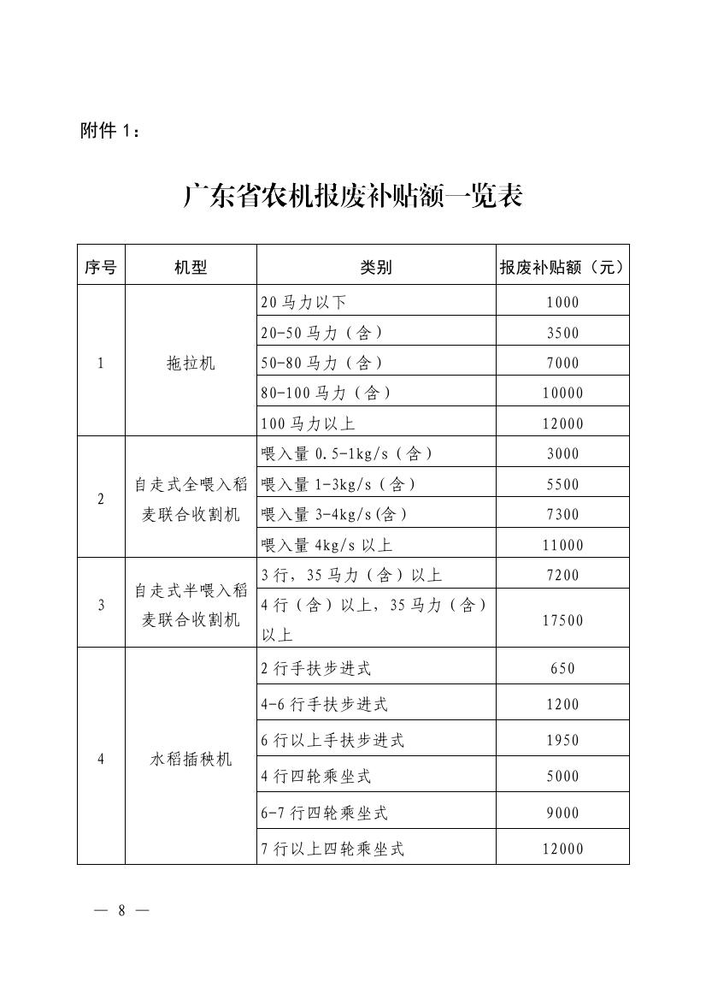 附件 1：
广东省农机报废补贴额一览表
序号 机型 类别 报废补贴额（元）
1 拖拉机 20 马力以下 1000
20-50 马力（含） 3500
50-80 马力（含） 7000
80-100 马力（含） 10000
100 马力以上 12000
2 自走式全喂入稻
麦联合收割机
喂入量 0.5-1kg/s（含） 3000
喂入量 1-3kg/s（含） 5500
喂入量 3-4kg/s(含） 7300
喂入量 4kg/s 以上 11000
3 自走式半喂入稻
麦联合收割机
3 行，35 马力（含）以上 7200
4 行（含）以上，35 马力（含）
以上 17500
4 水稻插秧机 2 行手扶步进式 650
4-6 行手扶步进式 1200
6 行以上手扶步进式 1950
4 行四轮乘坐式 5000
6-7 行四轮乘坐式 9000
7 行以上四轮乘坐式 12000
— 8 —